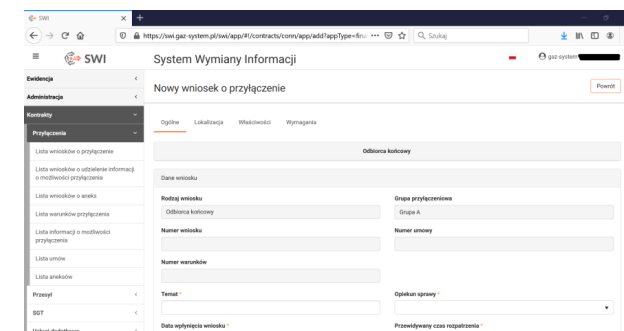 SWI
https://swi.gaz-system.pl/swi/app/#!/contracts/conn/app/add?appType=fina
Szukaj
SWI
System Wymiany Informacji
gaz-system
Ewidencja
Administracja
Kontrakty
Przyłączenia
Lista wniosków o przyłączenie
Lista wniosków o udzielenie informacji
o możliwości przyłączenia
Lista wniosków o aneks
Lista warunków przyłączenia
Lista informacji o możliwości
przyłączenia
Lista umów
Lista aneksów
Przesył
SGT
Usługi dodatkowe
Nowy wniosek o przyłączenie
Powrót
Ogólne Lokalizacja Właściwości Wymagania
Odbiorca końcowy
Dane wniosku
Rodzaj wniosku Grupa przyłączeniowa
Odbiorca końcowy Grupa A
Numer wniosku Numer umowy
Numer warunków
Temat * Opiekun sprawy *
Data wpłynięcia wniosku * Przewidywany czas rozpatrzenia *